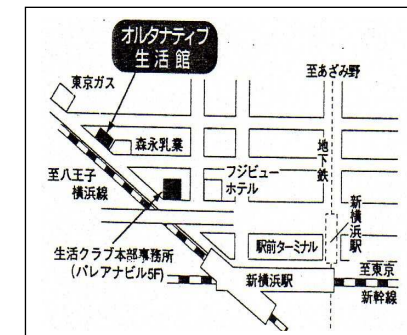 オルタナティブ
生活館
東京ガス
至あざみ野
森永乳業
地下鉄
至八王子
横浜線
フジビュー
ホテル
新横浜駅
生活クラブ本部事務所
(パレアナビル5F)
駅前ターミナル
新横浜駅
至東京
新幹線